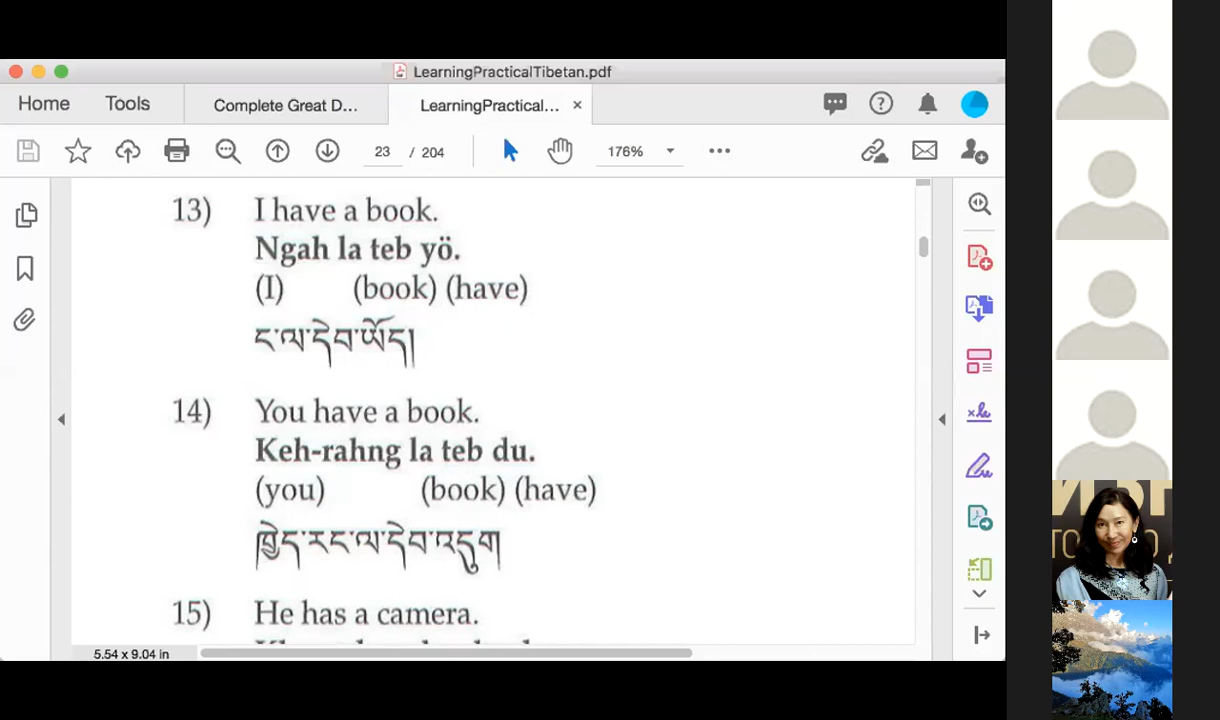 LearningPracticalTibetan.pdf
Home Tools Complete Great D... LearningPractical... ×
23 / 204 176%
13) I have a book.
Ngah la teb yö.
(I) (book) (have)
ང་ལ་དེབ་ཡོད།
14) You have a book.
Keh-rahng la teb du.
(you) (book) (have)
ཁྱེད་རང་ལ་དེབ་འདུག
15) He has a camera.
5.54 x 9.04 in